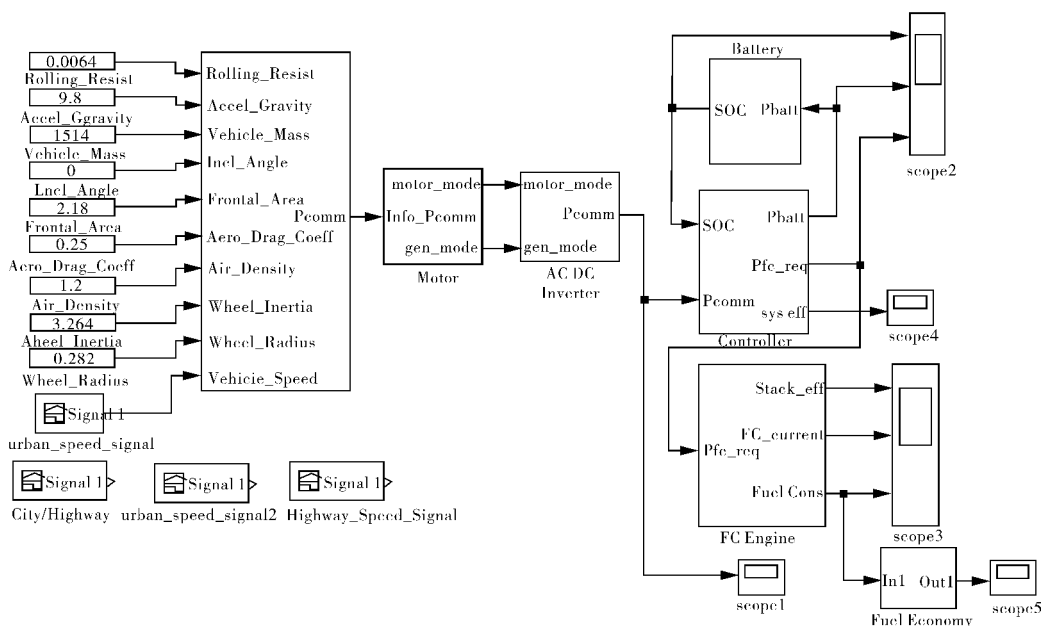 0.0064
Rolling_Resist
9.8
Accel_Ggravity
1514
Vehicle_Mass
0
Lncl_Angle
2.18
Frontal_Area
0.25
Aero_Drag_Coeff
1.2
Air_Density
3.264
Aheel_Inertia
0.282
Wheel_Radius
Signal 1
urban_speed_signal
Rolling_Resist
Accel_Gravity
Vehicle_Mass
Incl_Angle
Frontal_Area
Pcomm
Aero_Drag_Coeff
Air_Density
Wheel_Inertia
Wheel_Radius
Vehicie_Speed
motor_mode
Info_Pcomm
gen_mode
Motor
motor_mode
Pcomm
gen_mode
AC DC
Inverter
Battery
SOC
Pbatt
scope2
SOC
Pbatt
Pfc_req
Pcomm
sys eff
Controller
scope4
Stack_eff
FC_current
Pfc_req
Fuel Cons
FC Engine
scope3
scope1
In1 Out1
Fuel Economy
scope5
Signal 1
City/Highway
Signal 1
urban_speed_signal2
Signal 1
Highway_Speed_Signal